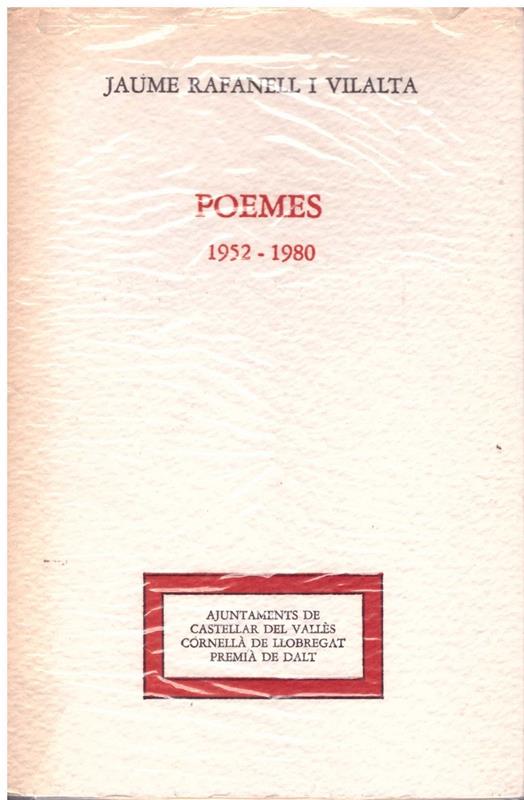 JAUME RAFANELL I VILALTA
POEMES
1952 - 1980
AJUNTAMENTS DE
CASTELLAR DEL VALLÈS
CORNELLÀ DE LLOBREGAT
PREMIÀ DE DALT